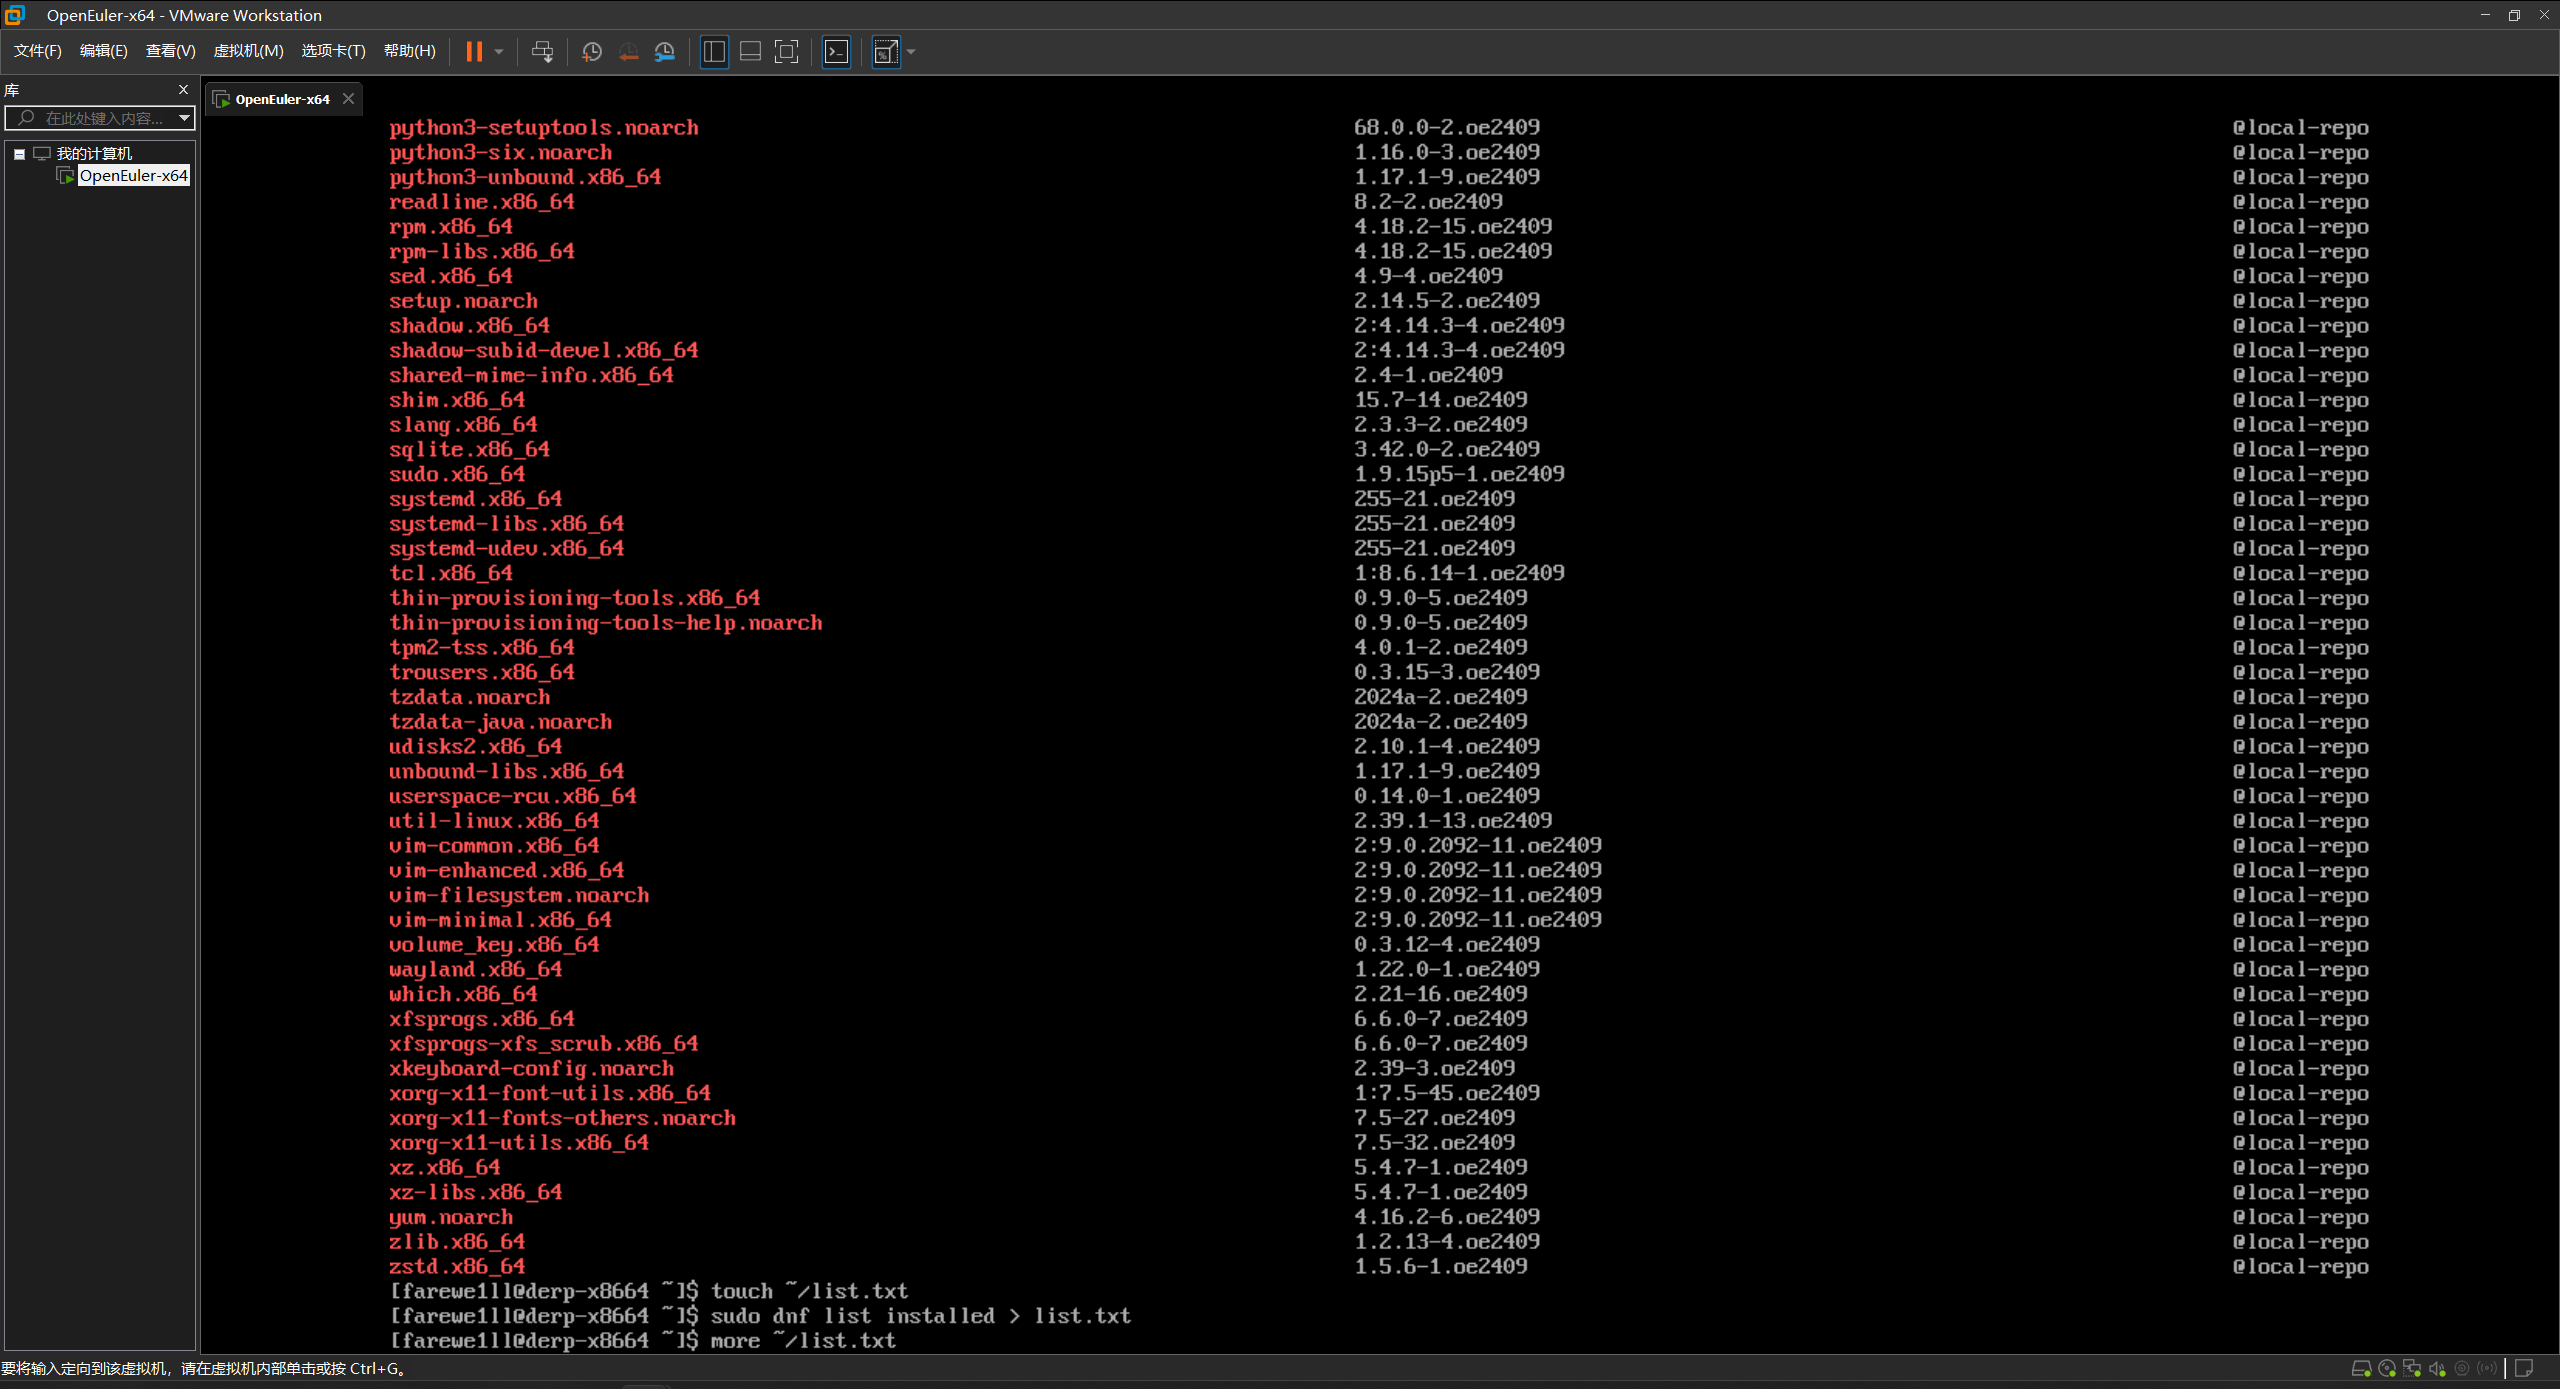 OpenEuler-x64 - VMware Workstation
文件(F) 编辑(E) 查看(V) 虚拟机(M) 选项卡(T) 帮助(H)
库
在此处键入内容...
我的计算机
OpenEuler-x64
OpenEuler-x64
python3-setuptools.noarch 68.0.0-2.oe2409 @local-repo
python3-six.noarch 1.16.0-3.oe2409 @local-repo
python3-unbound.x86_64 1.17.1-9.oe2409 @local-repo
readline.x86_64 8.2-2.oe2409 @local-repo
rpm.x86_64 4.18.2-15.oe2409 @local-repo
rpm-libs.x86_64 4.18.2-15.oe2409 @local-repo
sed.x86_64 4.9-4.oe2409 @local-repo
setup.noarch 2.14.5-2.oe2409 @local-repo
shadow.x86_64 2:4.14.3-4.oe2409 @local-repo
shadow-subid-devel.x86_64 2:4.14.3-4.oe2409 @local-repo
shared-mime-info.x86_64 2.4-1.oe2409 @local-repo
shim.x86_64 15.7-14.oe2409 @local-repo
slang.x86_64 2.3.3-2.oe2409 @local-repo
sqlite.x86_64 3.42.0-2.oe2409 @local-repo
sudo.x86_64 1.9.15p5-1.oe2409 @local-repo
systemd.x86_64 255-21.oe2409 @local-repo
systemd-libs.x86_64 255-21.oe2409 @local-repo
systemd-udev.x86_64 255-21.oe2409 @local-repo
tcl.x86_64 1:8.6.14-1.oe2409 @local-repo
thin-provisioning-tools.x86_64 0.9.0-5.oe2409 @local-repo
thin-provisioning-tools-help.noarch 0.9.0-5.oe2409 @local-repo
tpm2-tss.x86_64 4.0.1-2.oe2409 @local-repo
trousers.x86_64 0.3.15-3.oe2409 @local-repo
tzdata.noarch 2024a-2.oe2409 @local-repo
tzdata-java.noarch 2024a-2.oe2409 @local-repo
udisks2.x86_64 2.10.1-4.oe2409 @local-repo
unbound-libs.x86_64 1.17.1-9.oe2409 @local-repo
userspace-rcu.x86_64 0.14.0-1.oe2409 @local-repo
util-linux.x86_64 2.39.1-13.oe2409 @local-repo
vim-common.x86_64 2:9.0.2092-11.oe2409 @local-repo
vim-enhanced.x86_64 2:9.0.2092-11.oe2409 @local-repo
vim-filesystem.noarch 2:9.0.2092-11.oe2409 @local-repo
vim-minimal.x86_64 2:9.0.2092-11.oe2409 @local-repo
volume_key.x86_64 0.3.12-4.oe2409 @local-repo
wayland.x86_64 1.22.0-1.oe2409 @local-repo
which.x86_64 2.21-16.oe2409 @local-repo
xfsprogs.x86_64 6.6.0-7.oe2409 @local-repo
xfsprogs-xfs_scrub.x86_64 6.6.0-7.oe2409 @local-repo
xkeyboard-config.noarch 2.39-3.oe2409 @local-repo
xorg-x11-font-utils.x86_64 1:7.5-45.oe2409 @local-repo
xorg-x11-fonts-others.noarch 7.5-27.oe2409 @local-repo
xorg-x11-utils.x86_64 7.5-32.oe2409 @local-repo
xz.x86_64 5.4.7-1.oe2409 @local-repo
xz-libs.x86_64 5.4.7-1.oe2409 @local-repo
yum.noarch 4.16.2-6.oe2409 @local-repo
zlib.x86_64 1.2.13-4.oe2409 @local-repo
zstd.x86_64 1.5.6-1.oe2409 @local-repo
[farewe1ll@derp-x8664 ~]$ touch ~/list.txt
[farewe1ll@derp-x8664 ~]$ sudo dnf list installed > list.txt
[farewe1ll@derp-x8664 ~]$ more ~/list.txt
要将输入定向到该虚拟机，请在虚拟机内部单击或按 Ctrl+G。